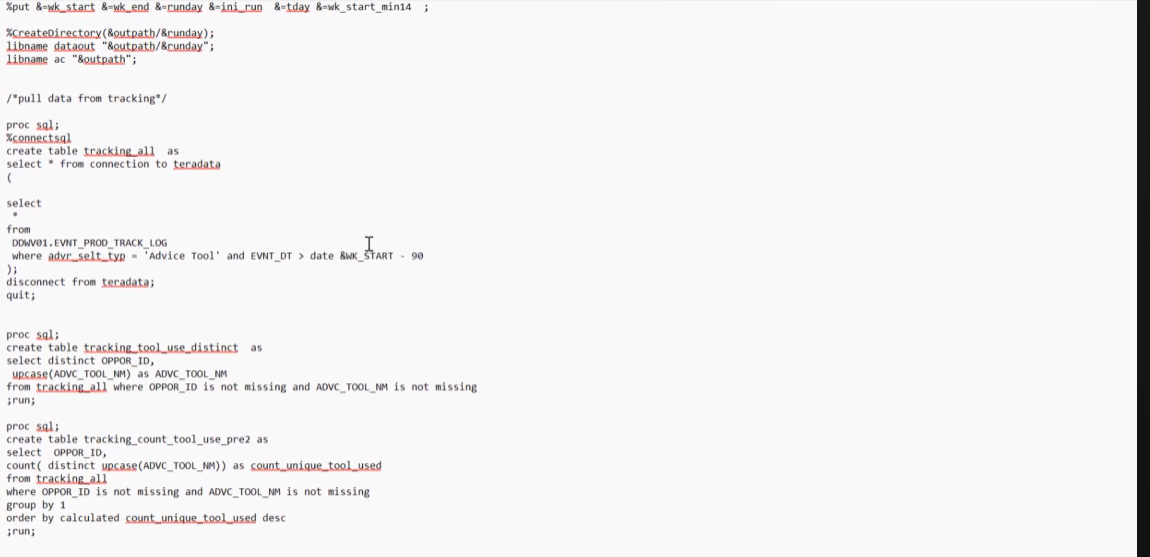 %put &=wk_start &=wk_end &=runday &=ini_run &=tday &=wk_start_min14 ;
%CreateDirectory(&outpath/&runday);
libname dataout "&outpath/&runday";
libname ac "&outpath";
/*pull data from tracking*/
proc sql;
%connectsql
create table tracking_all as
select * from connection to teradata
(
select
*
from
DDWV01.EVNT_PROD_TRACK_LOG
where advr_selt_typ = 'Advice Tool' and EVNT_DT > date &WK_START - 90
);
disconnect from teradata;
quit;
proc sql;
create table tracking_tool_use_distinct as
select distinct OPPOR_ID,
upcase(ADVC_TOOL_NM) as ADVC_TOOL_NM
from tracking_all where OPPOR_ID is not missing and ADVC_TOOL_NM is not missing
;run;
proc sql;
create table tracking_count_tool_use_pre2 as
select OPPOR_ID,
count( distinct upcase(ADVC_TOOL_NM)) as count_unique_tool_used
from tracking_all
where OPPOR_ID is not missing and ADVC_TOOL_NM is not missing
group by 1
order by calculated count_unique_tool_used desc
;run;